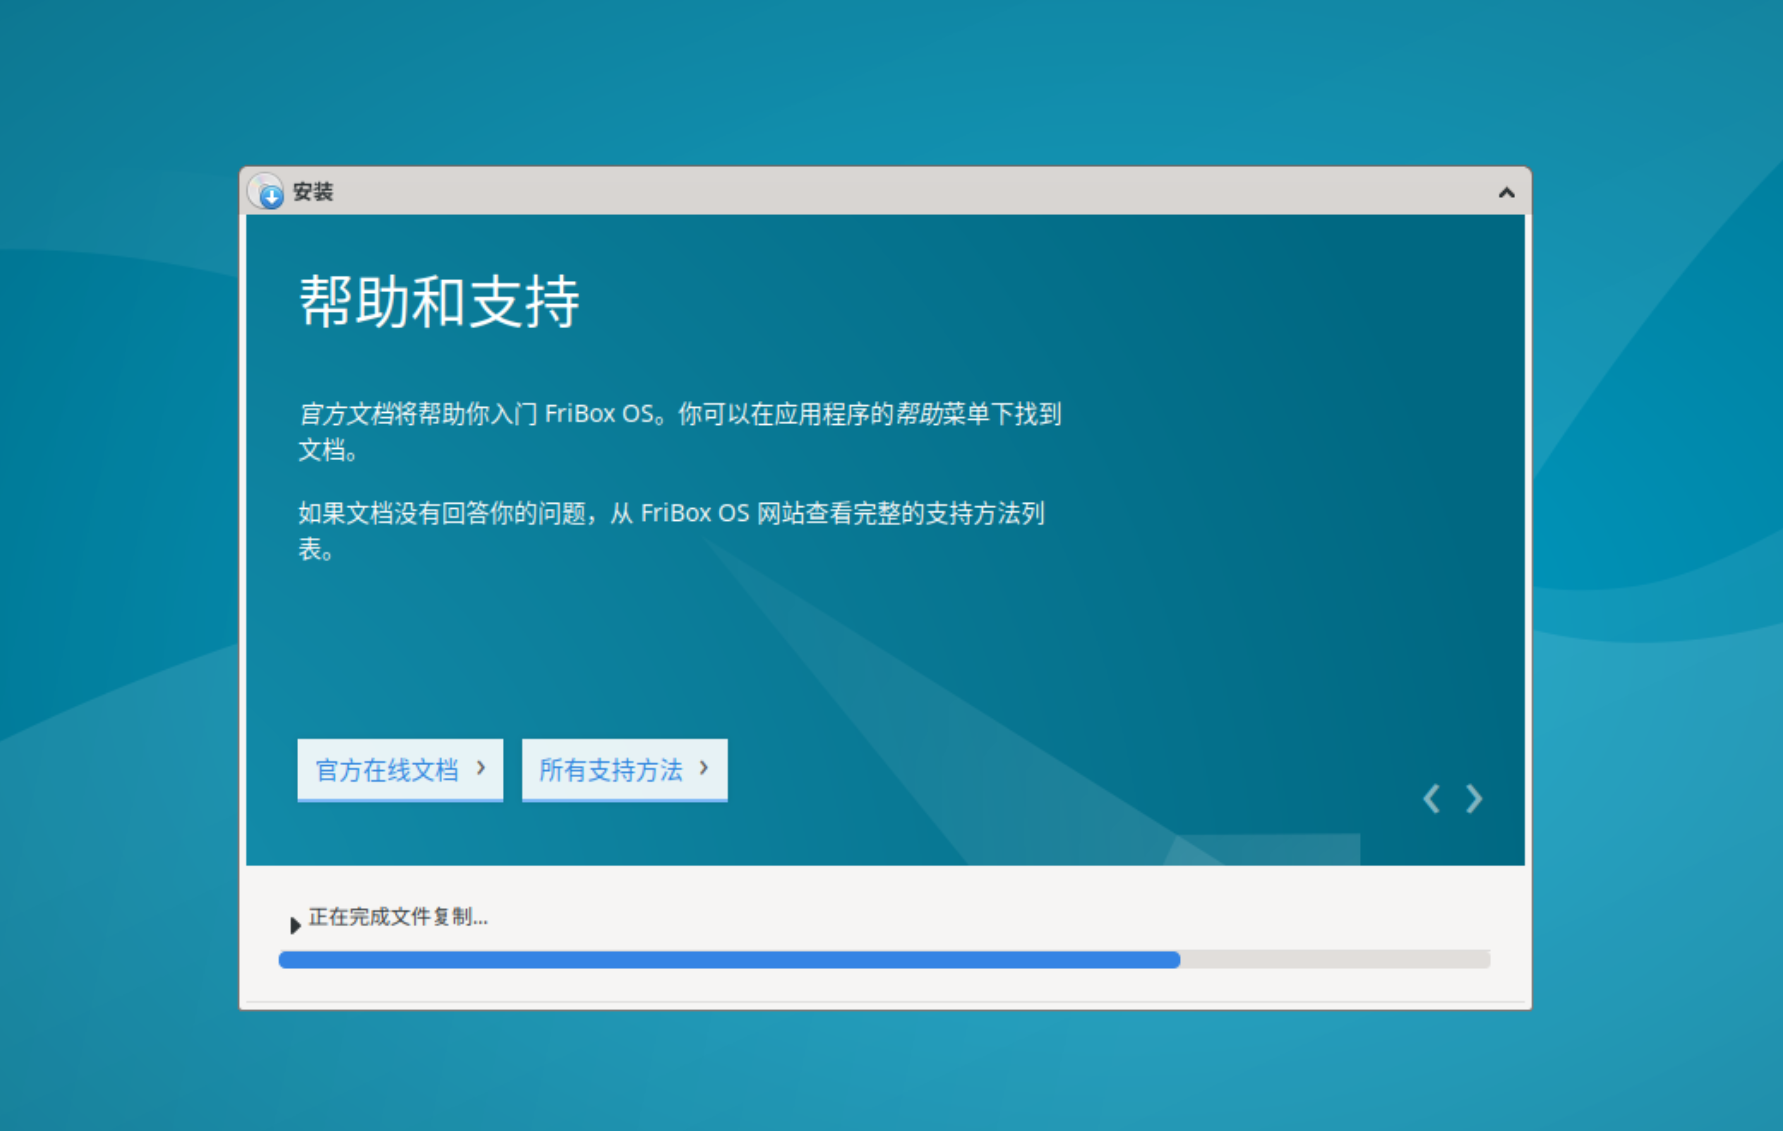 安装
帮助和支持
官方文档将帮助你入门 FriBox OS。你可以在应用程序的帮助菜单下找到
文档。
如果文档没有回答你的问题，从 FriBox OS 网站查看完整的支持方法列
表。
官方在线文档
所有支持方法
正在完成文件复制...